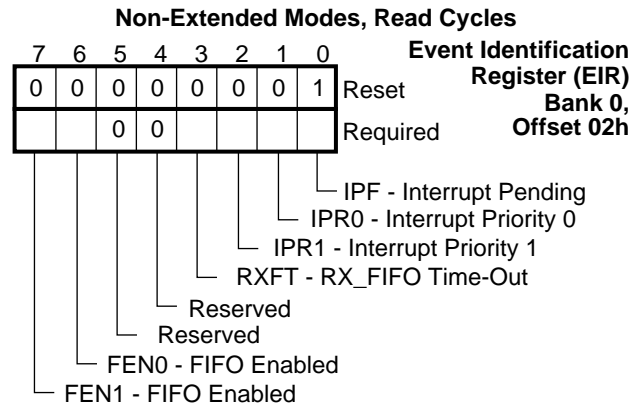 Non-Extended Modes, Read Cycles
7 6 5 4 3 2 1 0
Event Identification
Register (EIR)
Bank 0,
Offset 02h
0 0 0 0 0 0 0 1 Reset
0 0 Required
IPF - Interrupt Pending
IPR0 - Interrupt Priority 0
IPR1 - Interrupt Priority 1
RXFT - RX_FIFO Time-Out
Reserved
Reserved
FEN0 - FIFO Enabled
FEN1 - FIFO Enabled